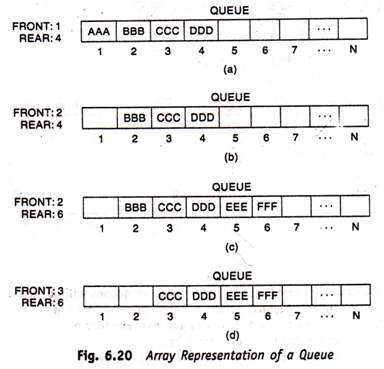 QUEUE
FRONT: 1 AAA BBB CCC DDD ...
REAR: 4
1 2 3 4 5 6 7 ... N
(a)
QUEUE
FRONT: 2 BBB CCC DDD ...
REAR: 4
1 2 3 4 5 6 7 ... N
(b)
QUEUE
FRONT: 2 BBB CCC DDD EEE FFF ...
REAR: 6
1 2 3 4 5 6 7 ... N
(c)
QUEUE
FRONT: 3 CCC DDD EEE FFF ...
REAR: 6
1 2 3 4 5 6 7 ... N
(d)
Fig. 6.20 Array Representation of a Queue